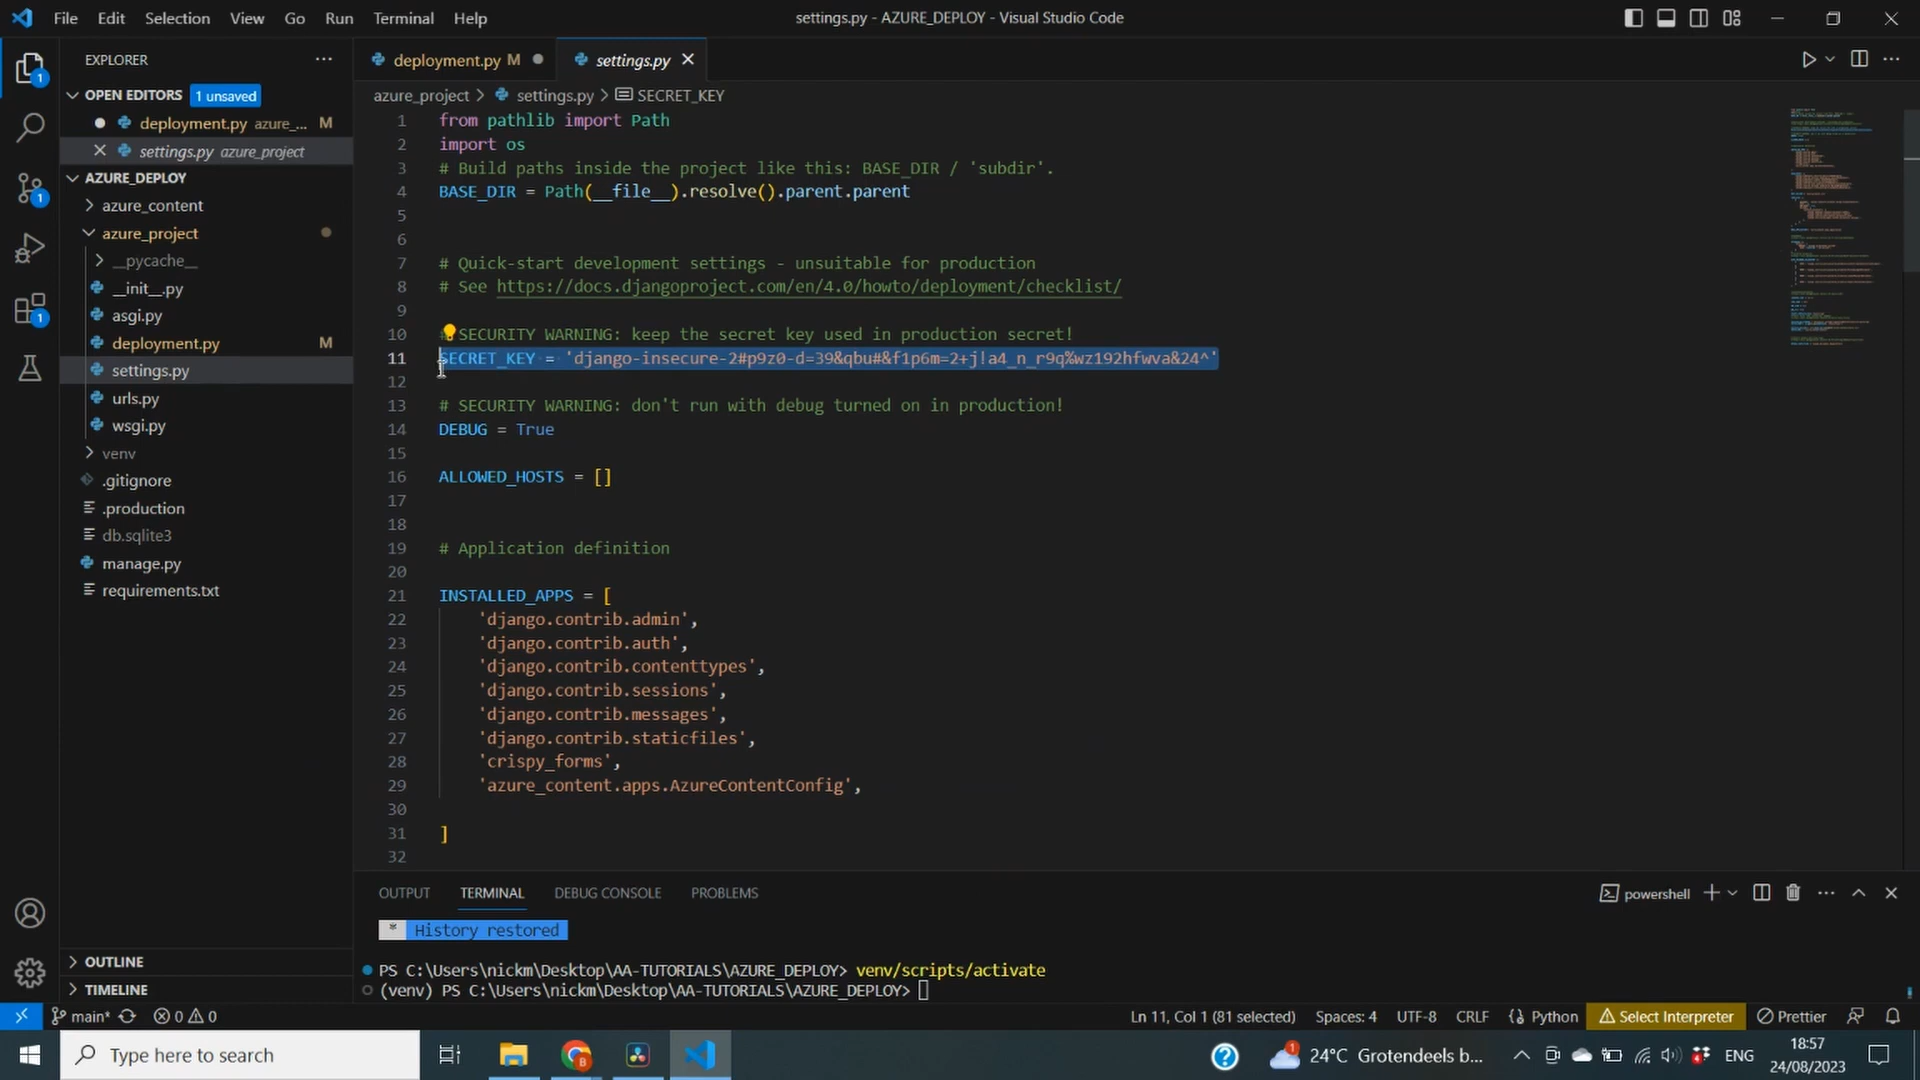 File Edit Selection View Go Run Terminal Help
settings.py - AZURE_DEPLOY - Visual Studio Code
EXPLORER
OPEN EDITORS 1 unsaved
deployment.py azure_... M
settings.py azure_project
AZURE_DEPLOY
azure_content
azure_project
__pycache__
__init__.py
asgi.py
deployment.py M
settings.py
urls.py
wsgi.py
venv
.gitignore
.production
db.sqlite3
manage.py
requirements.txt
OUTLINE
TIMELINE
deployment.py M
settings.py
azure_project > settings.py > SECRET_KEY
1 from pathlib import Path
2 import os
3 # Build paths inside the project like this: BASE_DIR / 'subdir'.
4 BASE_DIR = Path(__file__).resolve().parent.parent
5
6
7 # Quick-start development settings - unsuitable for production
8 # See https://docs.djangoproject.com/en/4.0/howto/deployment/checklist/
9
10 # SECURITY WARNING: keep the secret key used in production secret!
11 SECRET_KEY = 'django-insecure-2#p9z0-d=39&qbu#&f1p6m=2+j!a4_n_r9q%wz192hfwva&24^'
12
13 # SECURITY WARNING: don't run with debug turned on in production!
14 DEBUG = True
15
16 ALLOWED_HOSTS = []
17
18
19 # Application definition
20
21 INSTALLED_APPS = [
22 'django.contrib.admin',
23 'django.contrib.auth',
24 'django.contrib.contenttypes',
25 'django.contrib.sessions',
26 'django.contrib.messages',
27 'django.contrib.staticfiles',
28 'crispy_forms',
29 'azure_content.apps.AzureContentConfig',
30
31 ]
32
OUTPUT TERMINAL DEBUG CONSOLE PROBLEMS
powershell
* History restored
PS C:\Users\nickm\Desktop\AA-TUTORIALS\AZURE_DEPLOY> venv/scripts/activate
(venv) PS C:\Users\nickm\Desktop\AA-TUTORIALS\AZURE_DEPLOY>
main* 0 0
Ln 11, Col 1 (81 selected) Spaces: 4 UTF-8 CRLF Python Select Interpreter Prettier
Type here to search
24°C Grotendeels b... ENG
18:57
24/08/2023